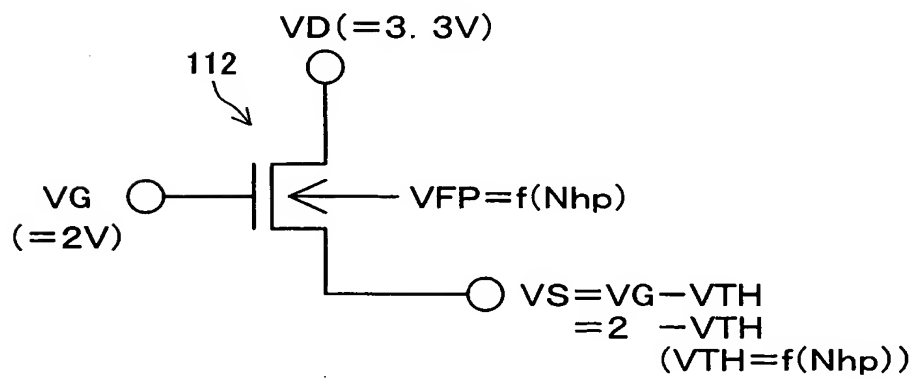 VD(=3. 3V)
112
VG
(=2V)
VFP=f(Nhp)
VS=VG-VTH
=2 -VTH
(VTH=f(Nhp))